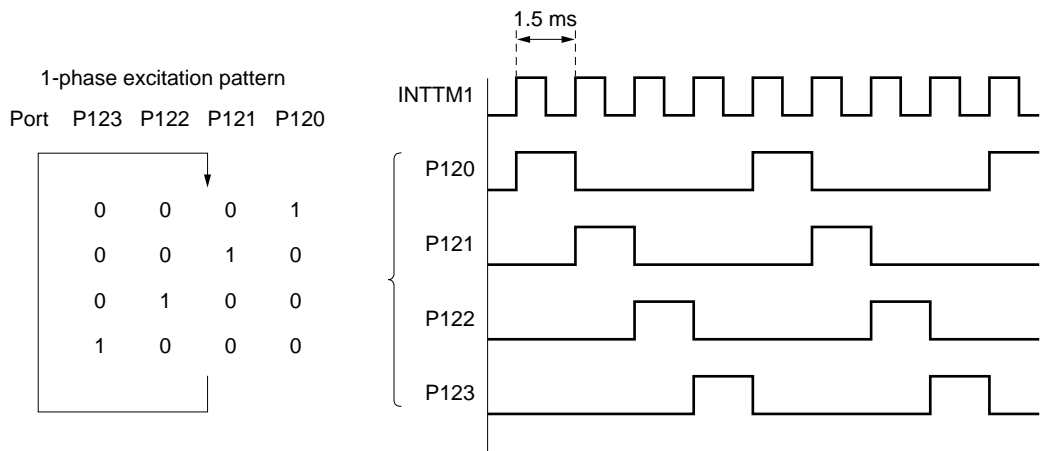 1-phase excitation pattern
Port P123 P122 P121 P120
0 0 0 1
0 0 1 0
0 1 0 0
1 0 0 0
1.5 ms
INTTM1
P120
P121
P122
P123